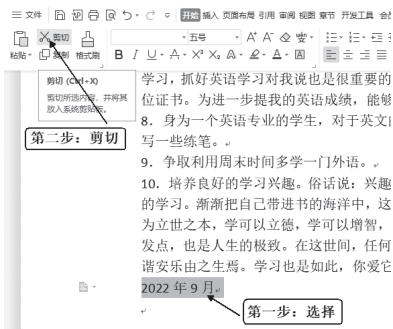 三 文件 开始 插入 页面布局 引用 审阅 视图 章节 开发工具
剪切 五号 A⁺ A⁻
粘贴 复制 格式刷 B I U A X² X₂ A A A
剪切 (Ctrl+X)
剪切所选内容，并将其
放入系统剪贴板。
第二步：剪切
学习，抓好英语学习对我说也是很重要的
位证书。为进一步提我的英语成绩，能够
8．身为一个英语专业的学生，对于英文
写一些练笔。
9．争取利用周末时间多学一门外语。
10．培养良好的学习兴趣。俗话说：兴趣
的学习。渐渐把自己带进书的海洋中，这
为立世之本，学可以立德，学可以增智，
发点，也是人生的极致。在这世间，任何
谐安乐由之生焉。学习也是如此，你爱它
2022 年 9 月
第一步：选择